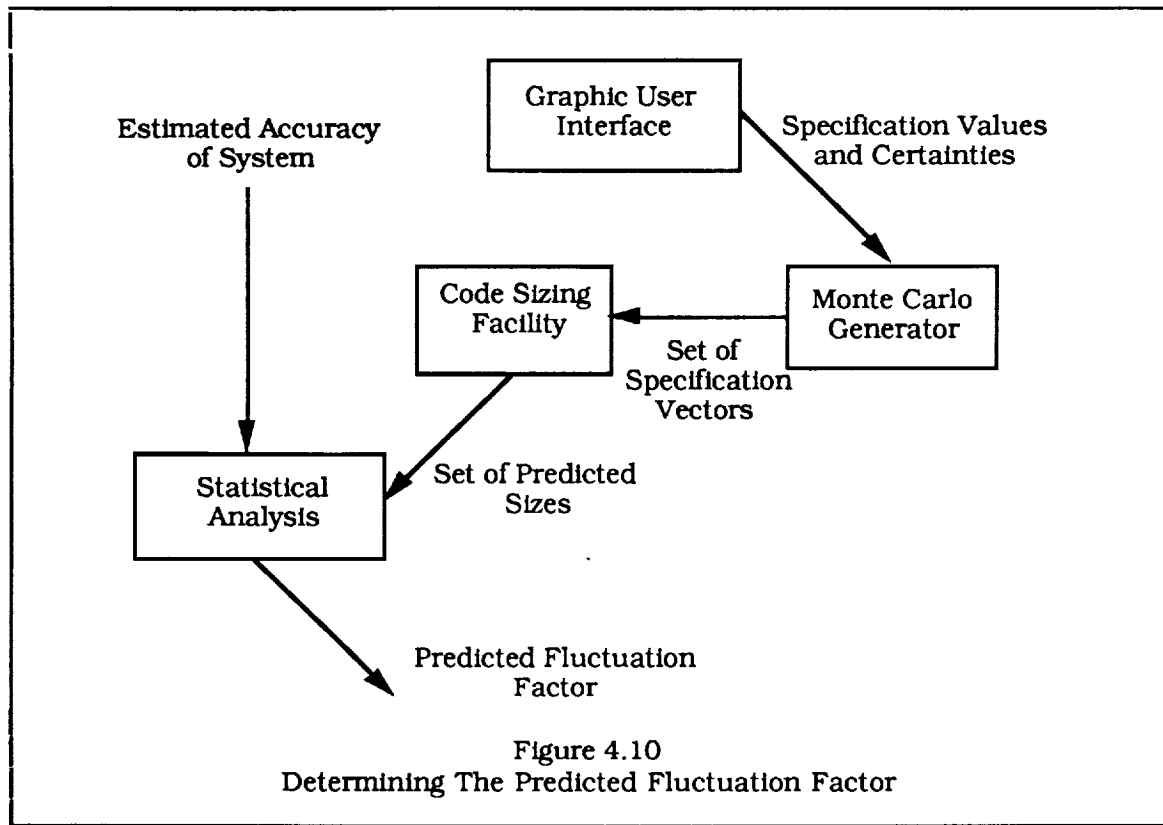 Graphic User
Interface
Estimated Accuracy
of System
Specification Values
and Certainties
Code Sizing
Facility
Monte Carlo
Generator
Set of
Specification
Vectors
Set of Predicted
Sizes
Statistical
Analysis
Predicted Fluctuation
Factor
Figure 4.10
Determining The Predicted Fluctuation Factor